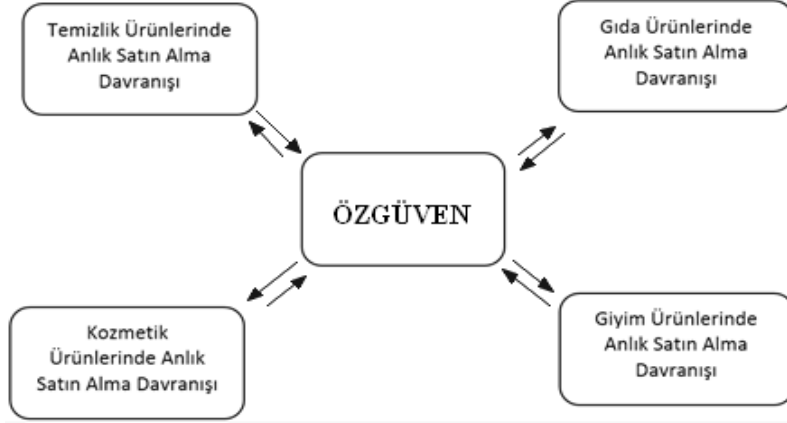 Temizlik Ürünlerinde
Anlık Satın Alma
Davranışı
Gıda Ürünlerinde
Anlık Satın Alma
Davranışı
ÖZGÜVEN
Kozmetik
Ürünlerinde Anlık
Satın Alma Davranışı
Giyim Ürünlerinde
Anlık Satın Alma
Davranışı